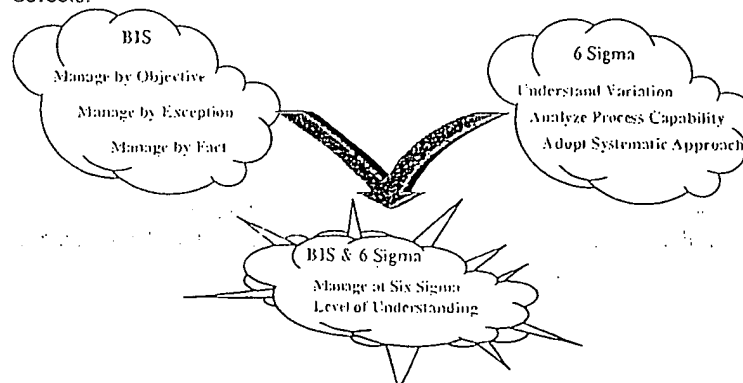 BIS
Manage by Objective
Manage by Exception
Manage by Fact
6 Sigma
Understand Variation
Analyze Process Capability
Adopt Systematic Approach
BIS & 6 Sigma
Manage at Six Sigma
Level of Understanding